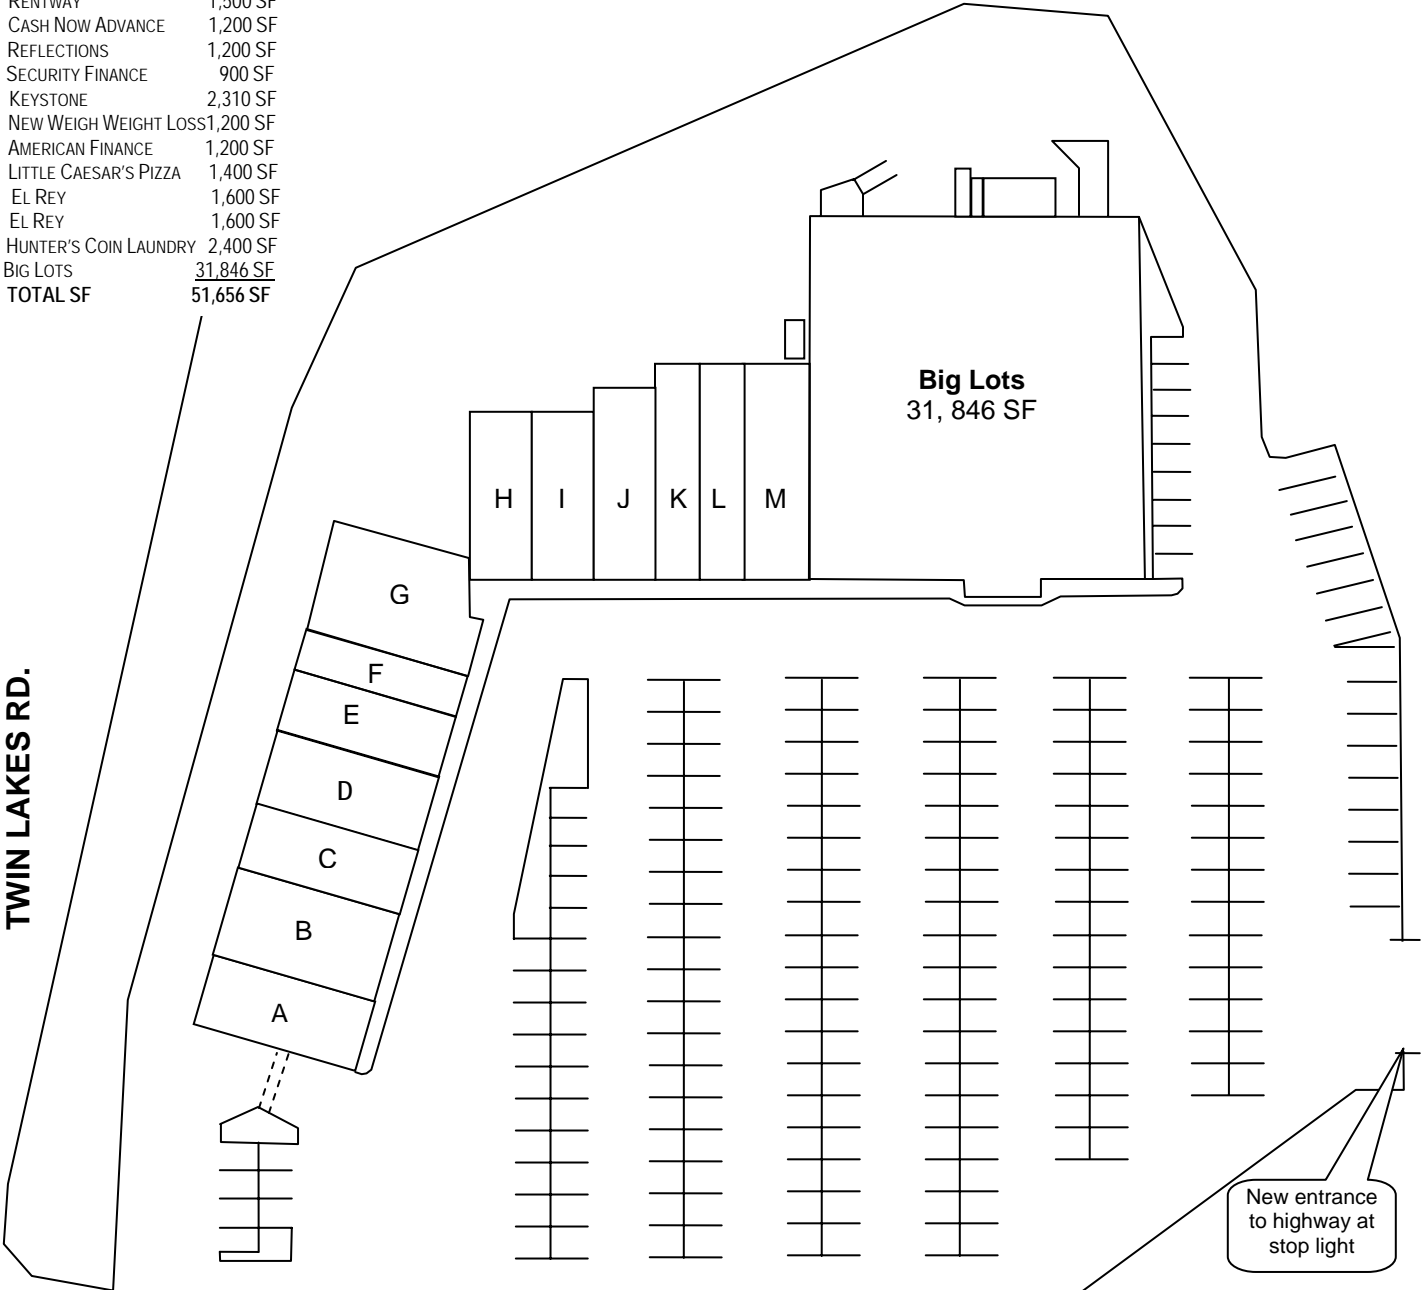 RENTWAY 1,500 SF
CASH NOW ADVANCE 1,200 SF
REFLECTIONS 1,200 SF
SECURITY FINANCE 900 SF
KEYSTONE 2,310 SF
NEW WEIGH WEIGHT LOSS 1,200 SF
AMERICAN FINANCE 1,200 SF
LITTLE CAESAR'S PIZZA 1,400 SF
EL REY 1,600 SF
EL REY 1,600 SF
HUNTER'S COIN LAUNDRY 2,400 SF
BIG LOTS 31,846 SF
TOTAL SF 51,656 SF
Big Lots
31, 846 SF
H I J K L M
G
F
E
D
C
B
A
TWIN LAKES RD.
New entrance
to highway at
stop light